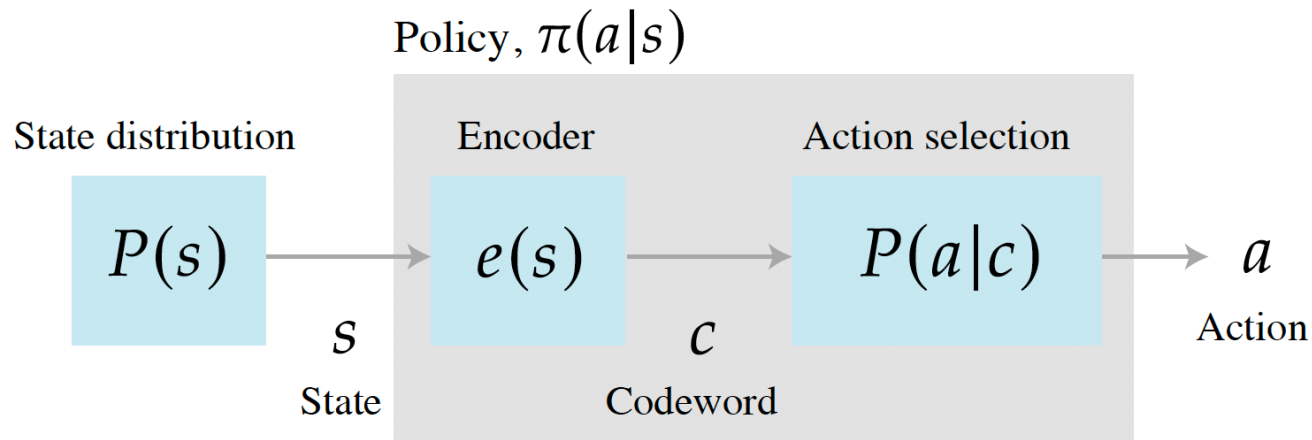 Policy, π(a|s)
State distribution
Encoder
Action selection
P(s)
e(s)
P(a|c)
a
s
c
Action
State
Codeword